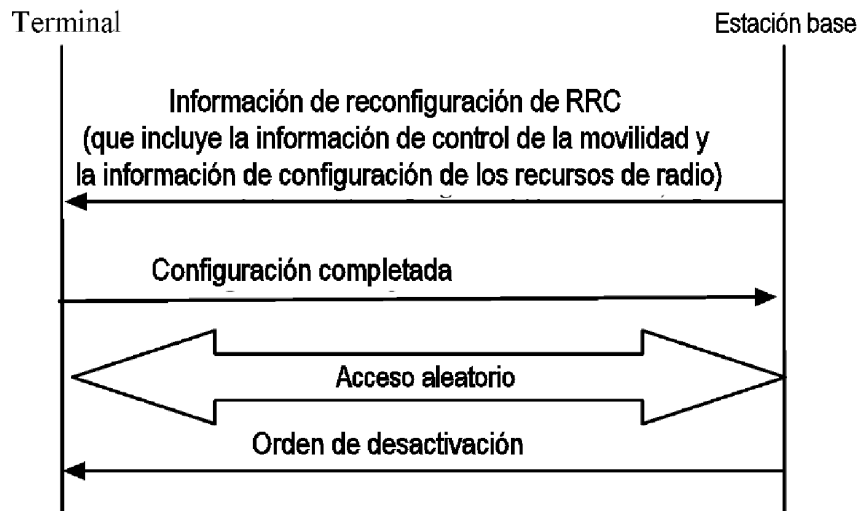 Terminal
Estación base
Información de reconfiguración de RRC
(que incluye la información de control de la movilidad y
la información de configuración de los recursos de radio)
Configuración completada
Acceso aleatorio
Orden de desactivación